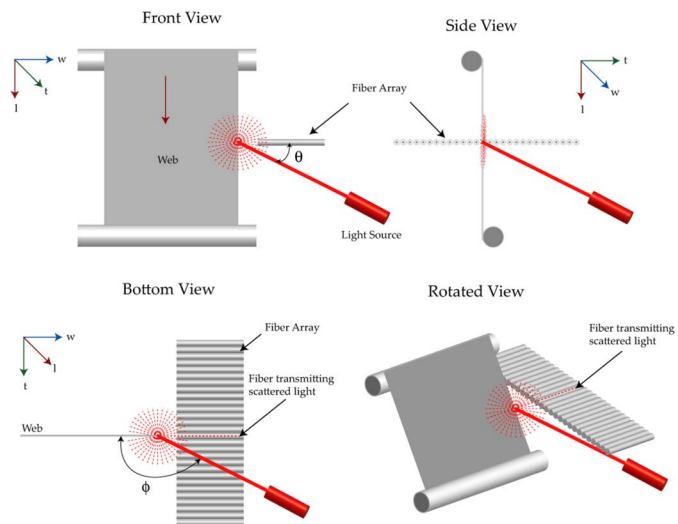 Front View
w
t
l
Fiber Array
Web
θ
Light Source
Side View
t
w
l
Bottom View
w
l
t
Fiber Array
Fiber transmitting
scattered light
Web
ϕ
Rotated View
Fiber transmitting
scattered light